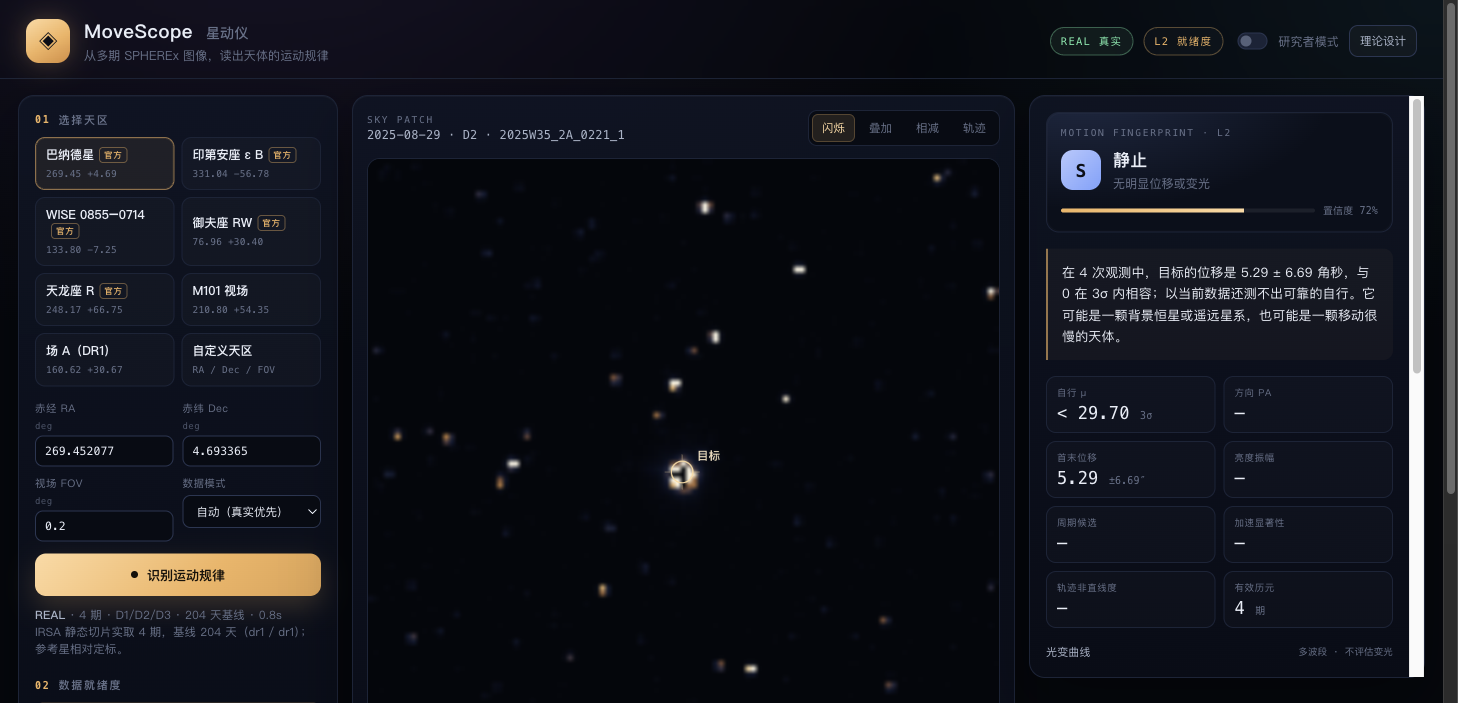 MoveScope 星动仪
从多期 SPHEREx 图像，读出天体的运动规律
REAL 真实
L2 就绪度
研究者模式
理论设计
01 选择天区
巴纳德星 官方
269.45 +4.69
印第安座 ε B 官方
331.04 −56.78
WISE 0855−0714
官方
133.80 −7.25
御夫座 RW 官方
76.96 +30.40
天龙座 R 官方
248.17 +66.75
M101 视场
210.80 +54.35
场 A（DR1）
160.62 +30.67
自定义天区
RA / Dec / FOV
赤经 RA
deg
269.452077
赤纬 Dec
deg
4.693365
视场 FOV
deg
0.2
数据模式
自动（真实优先）
识别运动规律
REAL · 4 期 · D1/D2/D3 · 204 天基线 · 0.8s
IRSA 静态切片实取 4 期，基线 204 天（dr1 / dr1）；
参考星相对定标。
02 数据就绪度
SKY PATCH
2025-08-29 · D2 · 2025W35_2A_0221_1
闪烁
叠加
相减
轨迹
目标
MOTION FINGERPRINT · L2
S
静止
无明显位移或变光
置信度 72%
在 4 次观测中，目标的位移是 5.29 ± 6.69 角秒，与
0 在 3σ 内相容；以当前数据还测不出可靠的自行。它
可能是一颗背景恒星或遥远星系，也可能是一颗移动很
慢的天体。
自行 μ
< 29.70 3σ
方向 PA
—
首末位移
5.29 ±6.69″
亮度振幅
—
周期候选
—
加速显著性
—
轨迹非直线度
—
有效历元
4 期
光变曲线
多波段 · 不评估变光